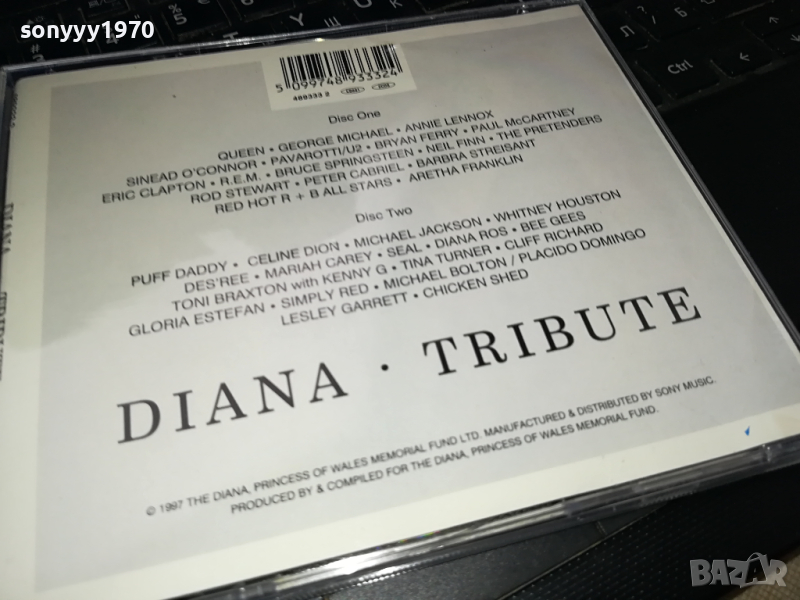 sonyyy1970
5 099748 933324
489333 2
Disc One
QUEEN • GEORGE MICHAEL • ANNIE LENNOX
SINEAD O'CONNOR • PAVAROTTI/U2 • BRYAN FERRY • PAUL McCARTNEY
ERIC CLAPTON • R.E.M. • BRUCE SPRINGSTEEN • NEIL FINN • THE PRETENDERS
ROD STEWART • PETER CABRIEL • BARBRA STREISANT
RED HOT R + B ALL STARS • ARETHA FRANKLIN
Disc Two
PUFF DADDY • CELINE DION • MICHAEL JACKSON • WHITNEY HOUSTON
DES'REE • MARIAH CAREY • SEAL • DIANA ROS • BEE GEES
TONI BRAXTON with KENNY G • TINA TURNER • CLIFF RICHARD
GLORIA ESTEFAN • SIMPLY RED • MICHAEL BOLTON / PLACIDO DOMINGO
LESLEY GARRETT • CHICKEN SHED
DIANA · TRIBUTE
© 1997 THE DIANA, PRINCESS OF WALES MEMORIAL FUND LTD. MANUFACTURED & DISTRIBUTED BY SONY MUSIC.
PRODUCED BY & COMPILED FOR THE DIANA, PRINCESS OF WALES MEMORIAL FUND.
DIANA
BAZAR